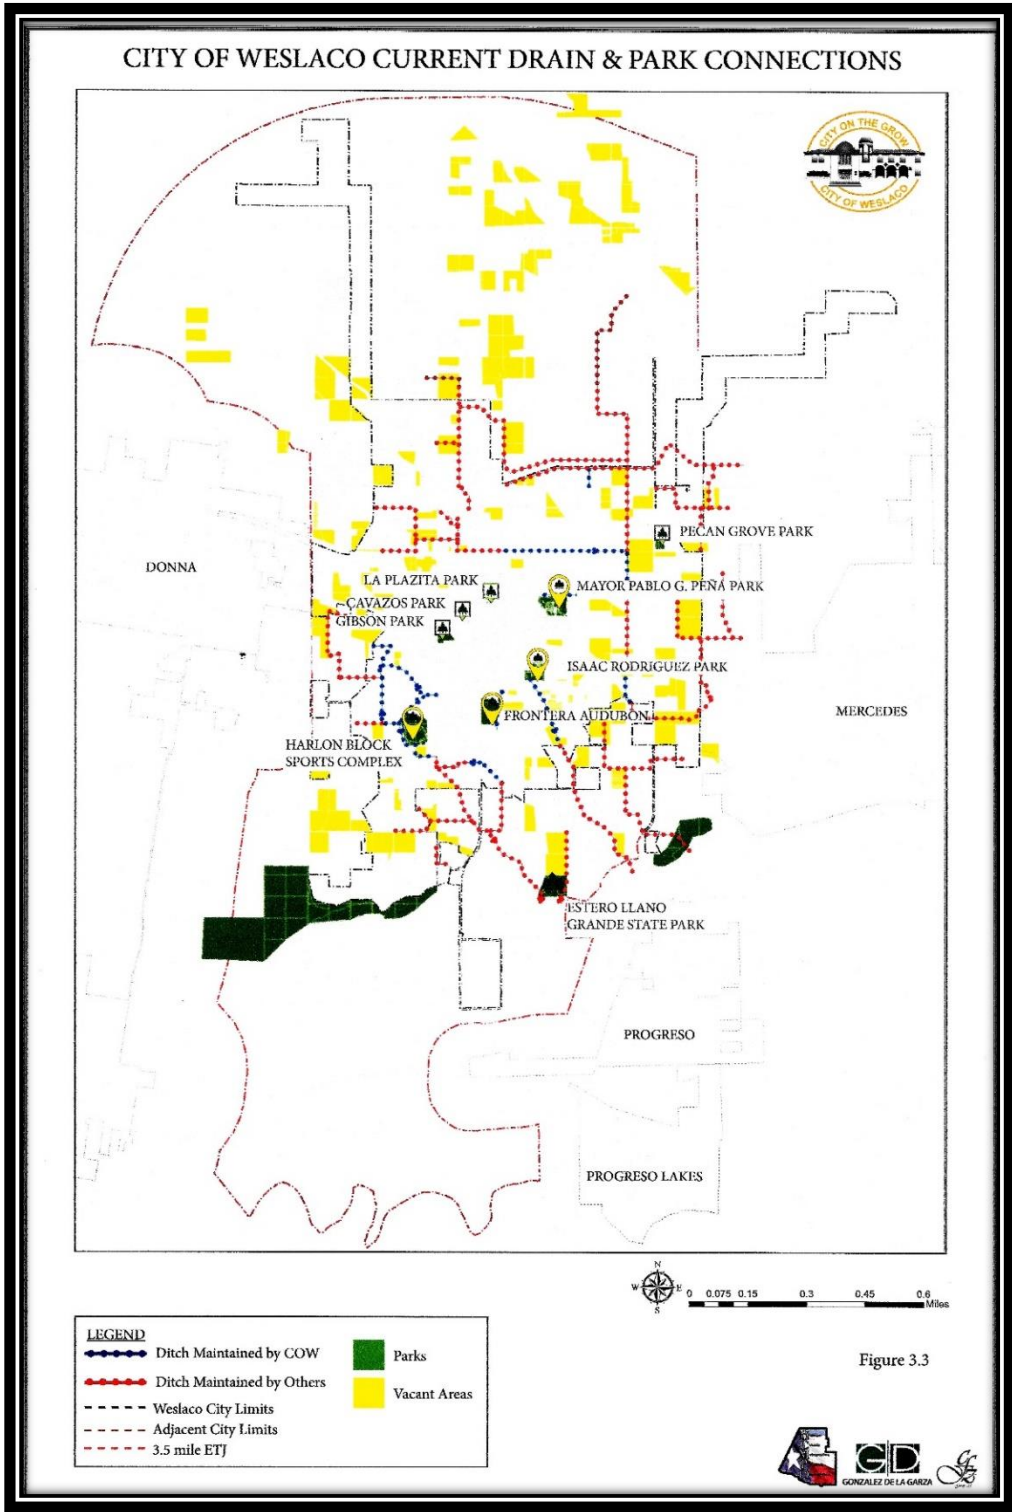 CITY OF WESLACO CURRENT DRAIN & PARK CONNECTIONS
CITY ON THE GROW
CITY OF WESLACO
PECAN GROVE PARK
DONNA
LA PLAZITA PARK
MAYOR PABLO G. PEÑA PARK
CAVAZOS PARK
GIBSON PARK
ISAAC RODRIGUEZ PARK
FRONTERA AUDUBON
MERCEDES
HARLON BLOCK
SPORTS COMPLEX
ESTERO LLANO
GRANDE STATE PARK
PROGRESO
PROGRESO LAKES
N
W E
S
0 0.075 0.15 0.3 0.45 0.6
Miles
LEGEND
Ditch Maintained by COW
Ditch Maintained by Others
Weslaco City Limits
Adjacent City Limits
3.5 mile ETJ
Parks
Vacant Areas
Figure 3.3
GD
GONZALEZ DE LA GARZA